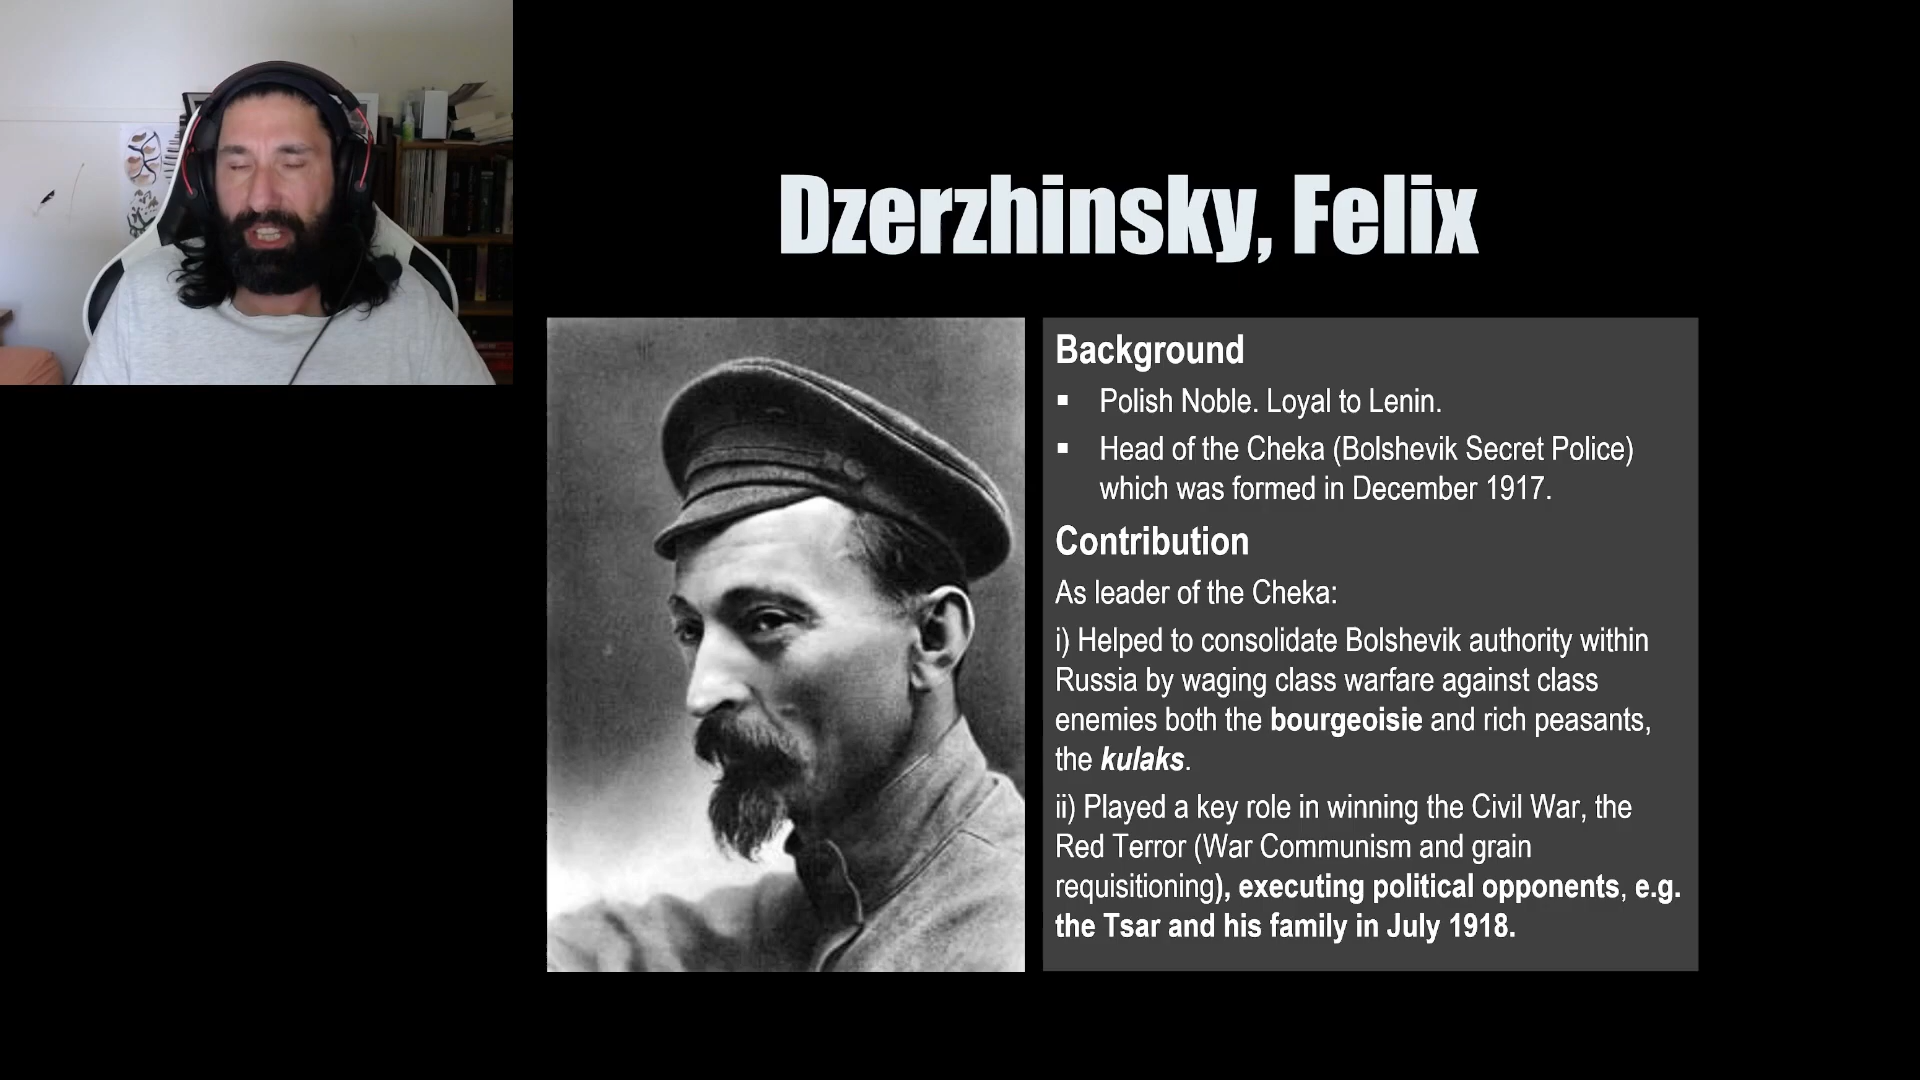 Dzerzhinsky, Felix
Background
▪ Polish Noble. Loyal to Lenin.
▪ Head of the Cheka (Bolshevik Secret Police)
which was formed in December 1917.
Contribution
As leader of the Cheka:
i) Helped to consolidate Bolshevik authority within
Russia by waging class warfare against class
enemies both the bourgeoisie and rich peasants,
the kulaks.
ii) Played a key role in winning the Civil War, the
Red Terror (War Communism and grain
requisitioning), executing political opponents, e.g.
the Tsar and his family in July 1918.